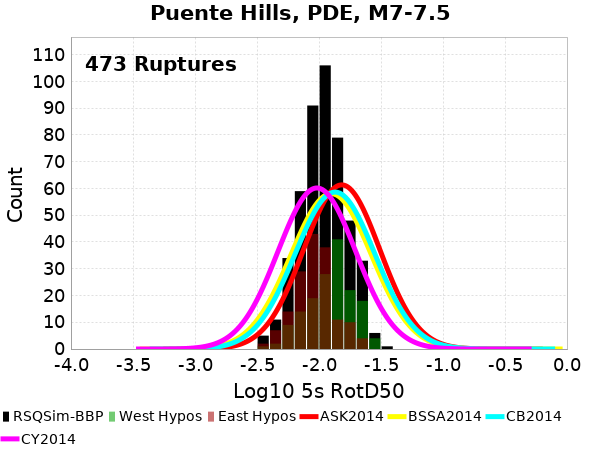 Puente Hills, PDE, M7-7.5
473 Ruptures
Count
110
100
90
80
70
60
50
40
30
20
10
0
-4.0 -3.5 -3.0 -2.5 -2.0 -1.5 -1.0 -0.5 0.0
Log10 5s RotD50
RSQSim-BBP West Hypos East Hypos ASK2014 BSSA2014 CB2014
CY2014